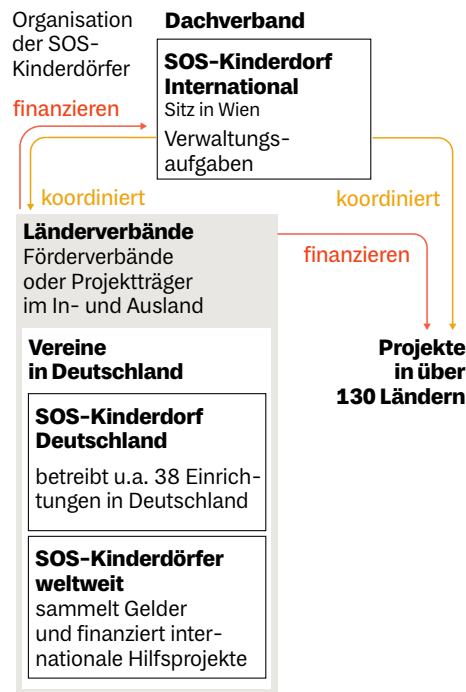 Organisation
der SOS-
Kinderdörfer
Dachverband
SOS-Kinderdorf
International
Sitz in Wien
Verwaltungs-
aufgaben
finanzieren
koordiniert
koordiniert
Länderverbände
Förderverbände
oder Projektträger
im In- und Ausland
finanzieren
Vereine
in Deutschland
Projekte
in über
130 Ländern
SOS-Kinderdorf
Deutschland
betreibt u.a. 38 Einrich-
tungen in Deutschland
SOS-Kinderdörfer
weltweit
sammelt Gelder
und finanziert inter-
nationale Hilfsprojekte